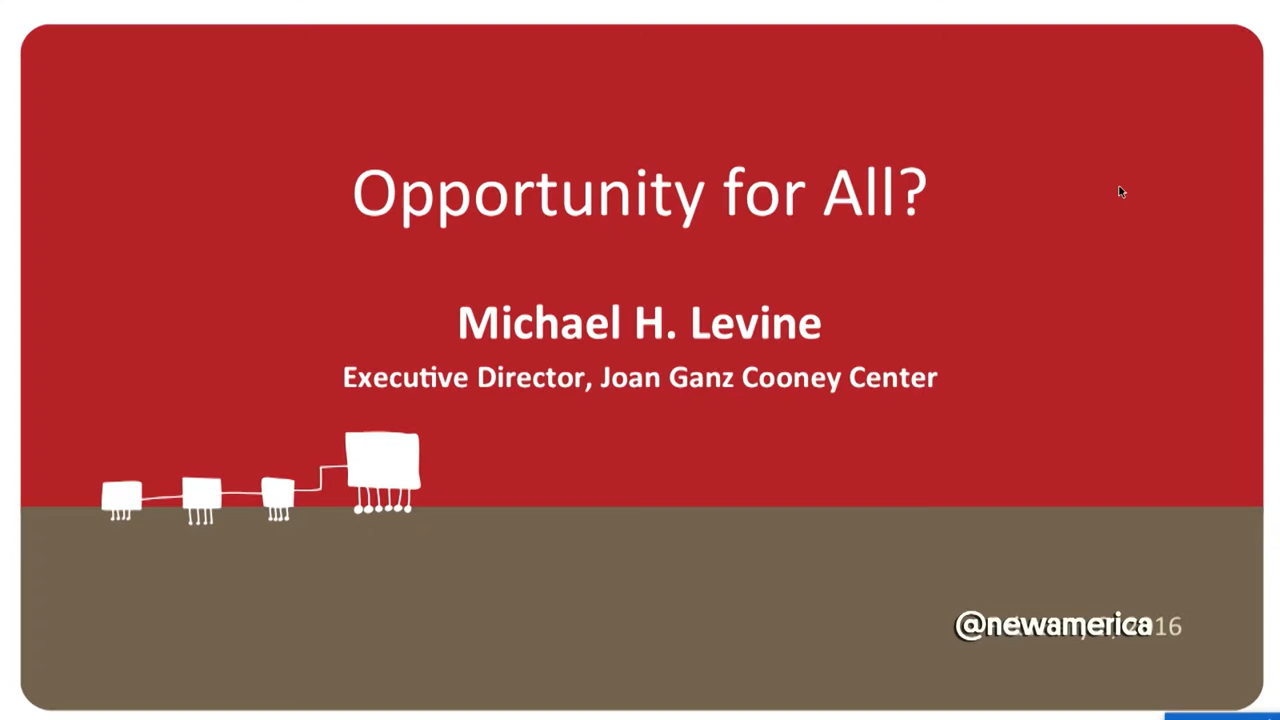 Opportunity for All?
Michael H. Levine
Executive Director, Joan Ganz Cooney Center
@newamerica